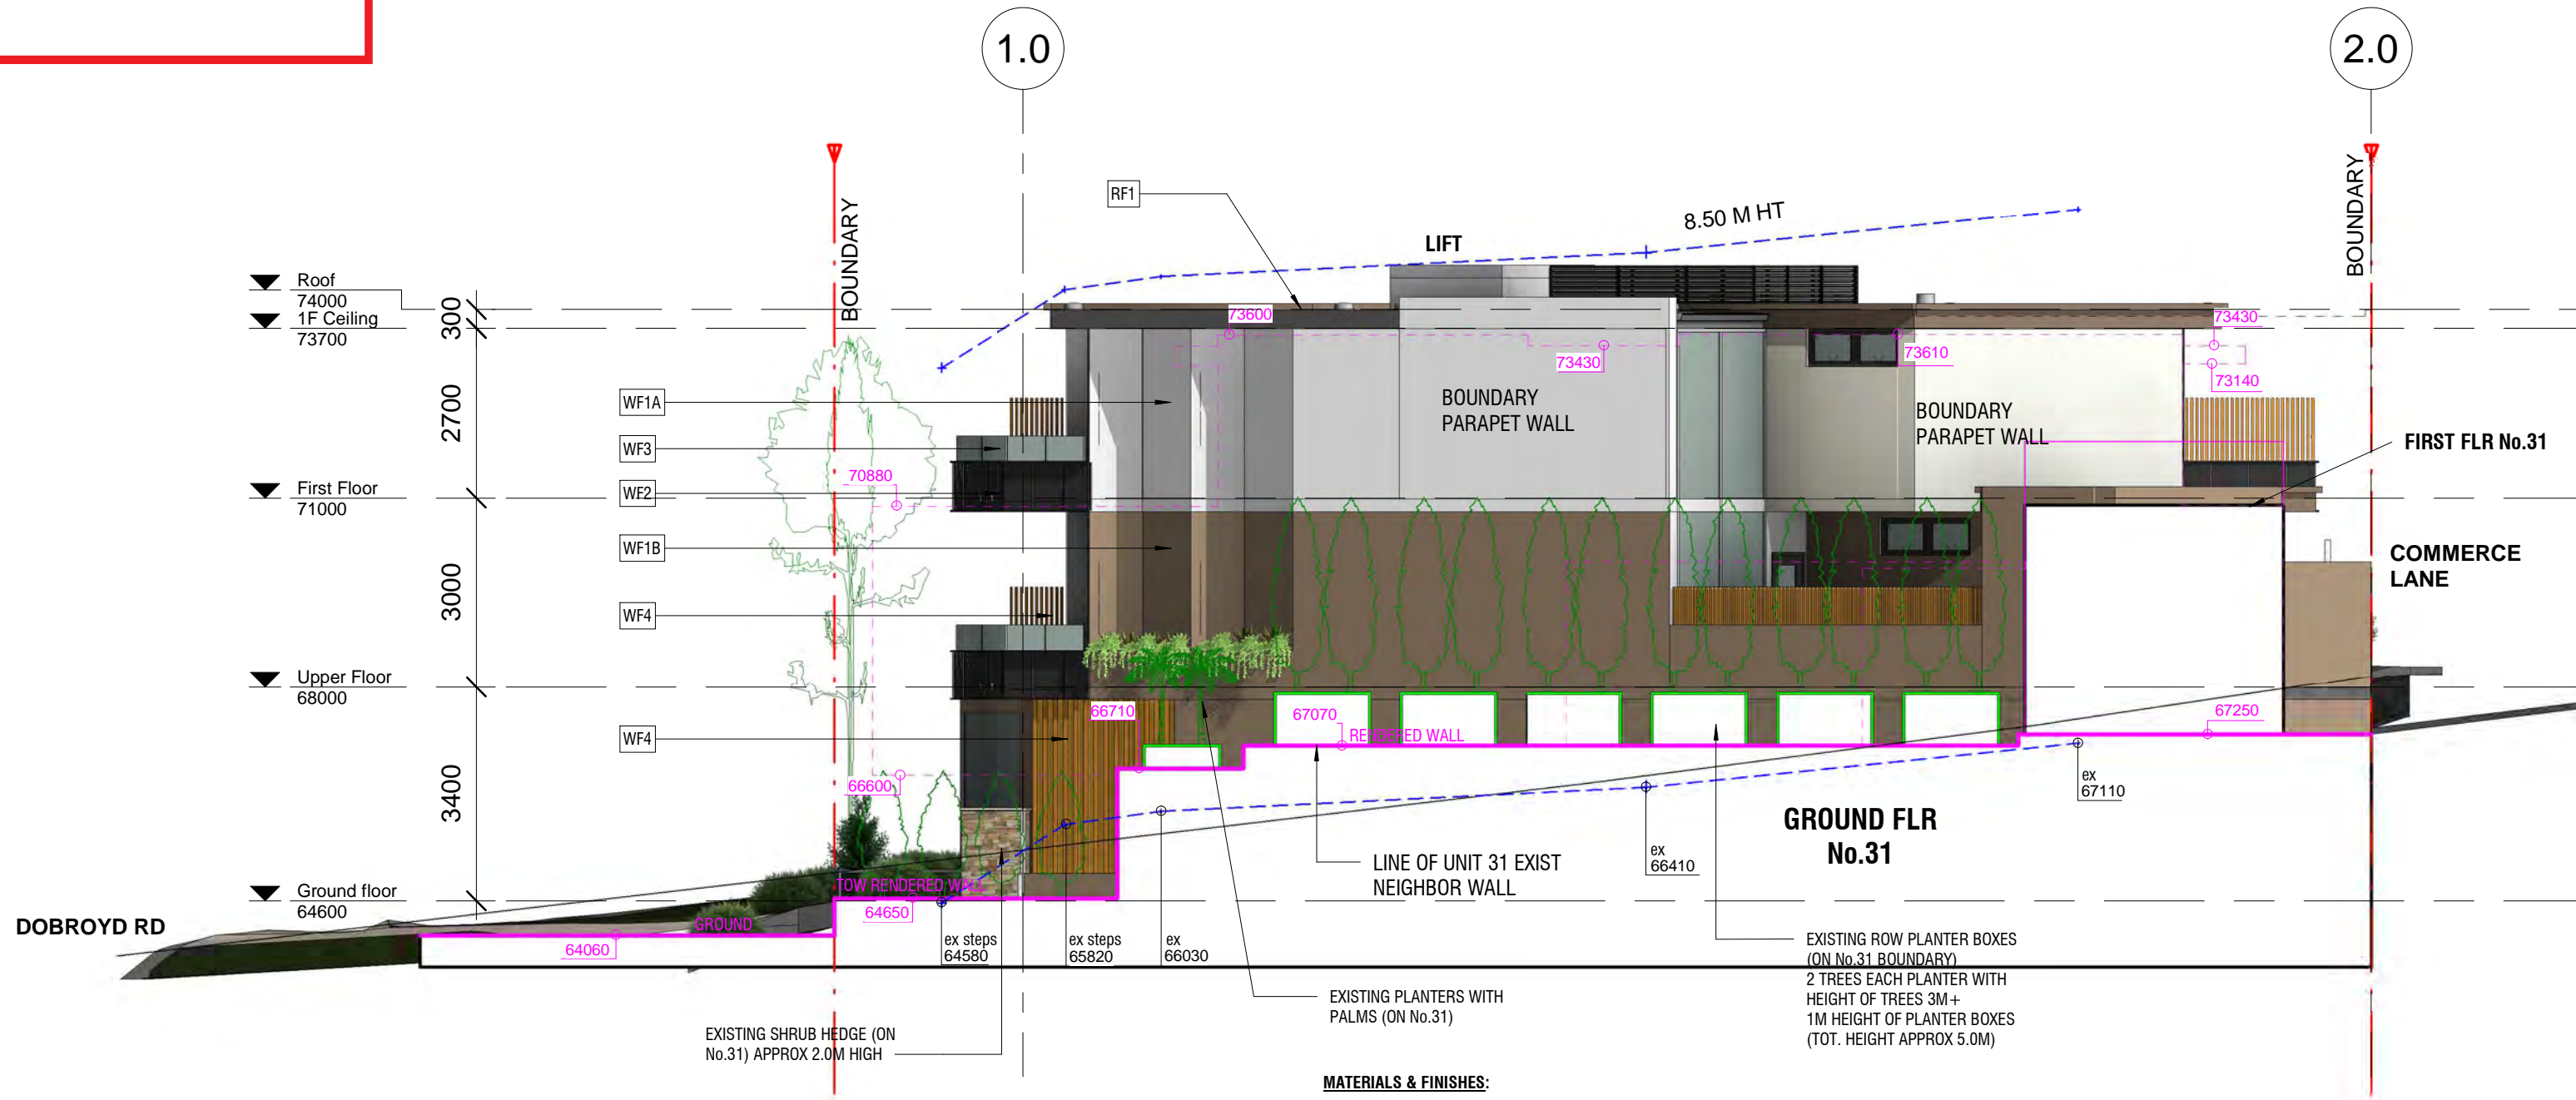 1.0
2.0
BOUNDARY
BOUNDARY
RF1
LIFT
8.50 M HT
Roof
74000
1F Ceiling
73700
300
73600
73430
73430
73610
73140
WF1A
2700
BOUNDARY
PARAPET WALL
BOUNDARY
PARAPET WALL
WF3
FIRST FLR No.31
70880
WF2
First Floor
71000
WF1B
COMMERCE
LANE
3000
WF4
Upper Floor
68000
66710
67070
RENDERED WALL
67250
WF4
66600
3400
ex
67110
GROUND FLR
No.31
LINE OF UNIT 31 EXIST
NEIGHBOR WALL
ex
66410
Ground floor
64600
TOW RENDERED WALL
64650
DOBROYD RD
GROUND
64060
ex steps
64580
ex steps
65820
ex
66030
EXISTING ROW PLANTER BOXES
(ON No.31 BOUNDARY)
2 TREES EACH PLANTER WITH
HEIGHT OF TREES 3M+
1M HEIGHT OF PLANTER BOXES
(TOT. HEIGHT APPROX 5.0M)
EXISTING PLANTERS WITH
PALMS (ON No.31)
EXISTING SHRUB HEDGE (ON
No.31) APPROX 2.0M HIGH
MATERIALS & FINISHES: